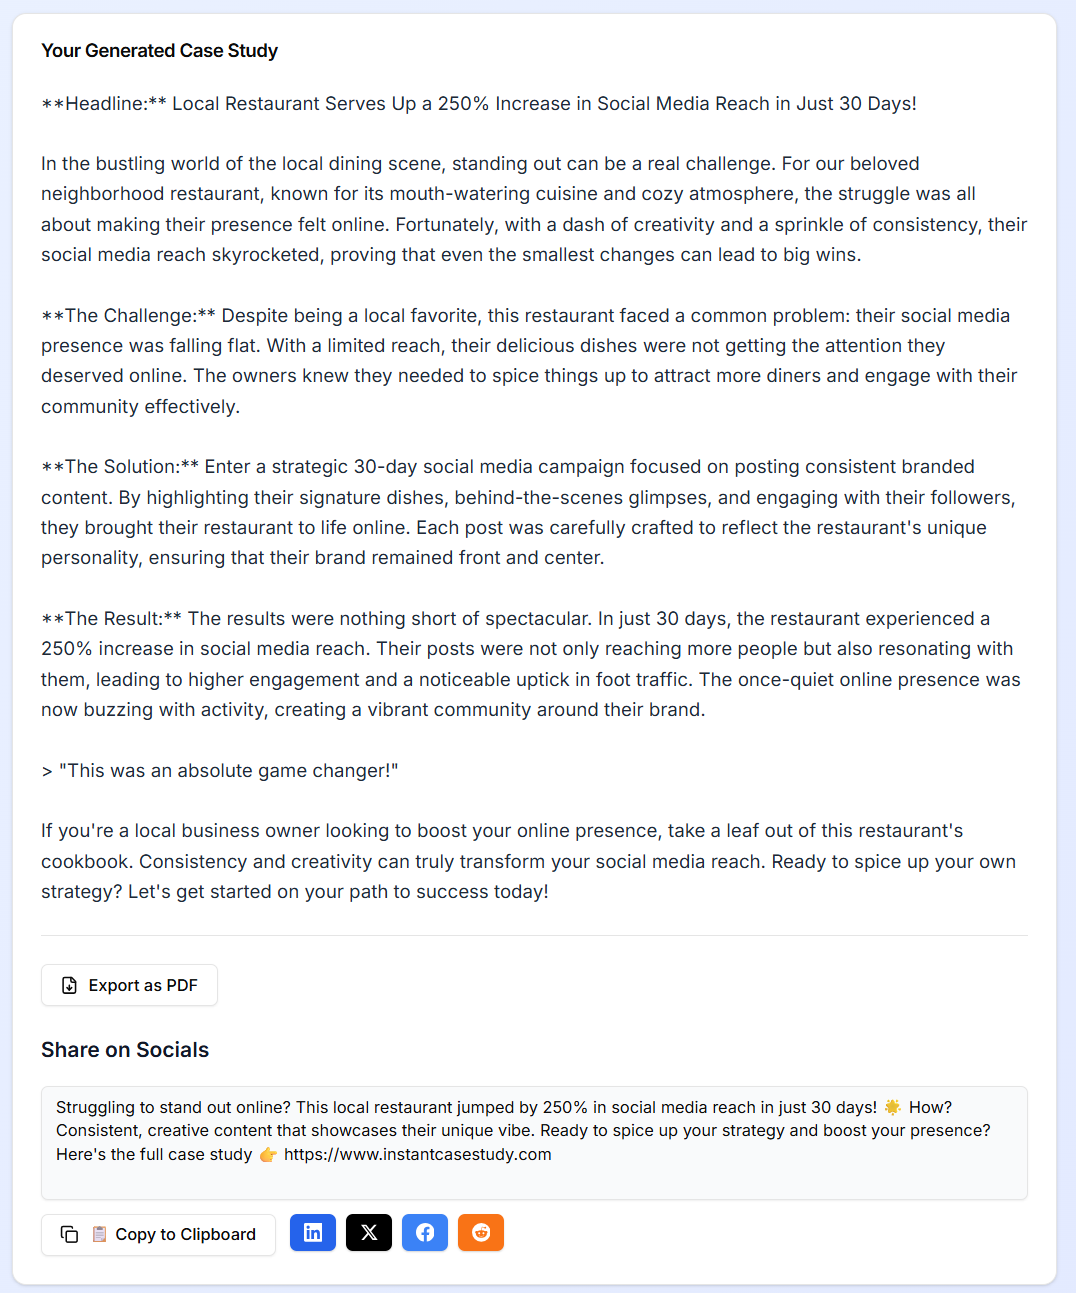 Your Generated Case Study
**Headline:** Local Restaurant Serves Up a 250% Increase in Social Media Reach in Just 30 Days!
In the bustling world of the local dining scene, standing out can be a real challenge. For our beloved
neighborhood restaurant, known for its mouth-watering cuisine and cozy atmosphere, the struggle was all
about making their presence felt online. Fortunately, with a dash of creativity and a sprinkle of consistency, their
social media reach skyrocketed, proving that even the smallest changes can lead to big wins.
**The Challenge:** Despite being a local favorite, this restaurant faced a common problem: their social media
presence was falling flat. With a limited reach, their delicious dishes were not getting the attention they
deserved online. The owners knew they needed to spice things up to attract more diners and engage with their
community effectively.
**The Solution:** Enter a strategic 30-day social media campaign focused on posting consistent branded
content. By highlighting their signature dishes, behind-the-scenes glimpses, and engaging with their followers,
they brought their restaurant to life online. Each post was carefully crafted to reflect the restaurant's unique
personality, ensuring that their brand remained front and center.
**The Result:** The results were nothing short of spectacular. In just 30 days, the restaurant experienced a
250% increase in social media reach. Their posts were not only reaching more people but also resonating with
them, leading to higher engagement and a noticeable uptick in foot traffic. The once-quiet online presence was
now buzzing with activity, creating a vibrant community around their brand.
> "This was an absolute game changer!"
If you're a local business owner looking to boost your online presence, take a leaf out of this restaurant's
cookbook. Consistency and creativity can truly transform your social media reach. Ready to spice up your own
strategy? Let's get started on your path to success today!
Export as PDF
Share on Socials
Struggling to stand out online? This local restaurant jumped by 250% in social media reach in just 30 days! 🌟 How?
Consistent, creative content that showcases their unique vibe. Ready to spice up your strategy and boost your presence?
Here's the full case study 👉 https://www.instantcasestudy.com
📋 Copy to Clipboard